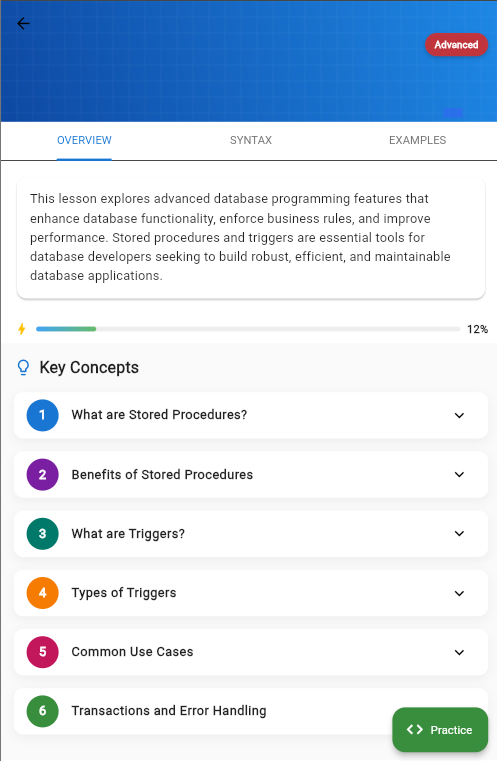 Advanced
OVERVIEW
SYNTAX
EXAMPLES
This lesson explores advanced database programming features that
enhance database functionality, enforce business rules, and improve
performance. Stored procedures and triggers are essential tools for
database developers seeking to build robust, efficient, and maintainable
database applications.
12%
Key Concepts
1 What are Stored Procedures?
2 Benefits of Stored Procedures
3 What are Triggers?
4 Types of Triggers
5 Common Use Cases
6 Transactions and Error Handling
<> Practice